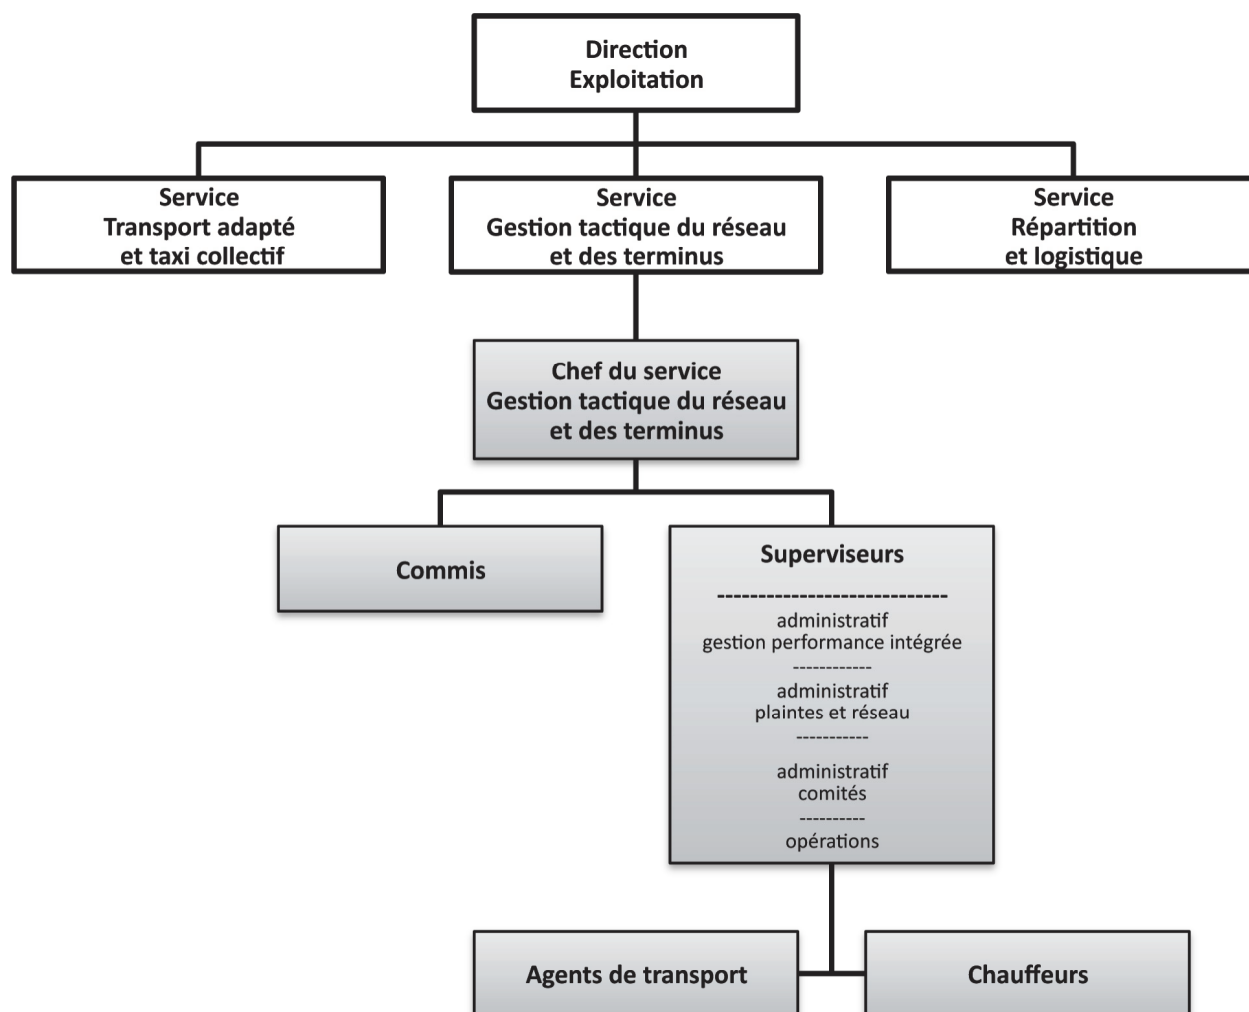 Direction
Exploitation
Service
Transport adapté
et taxi collectif
Service
Gestion tactique du réseau
et des terminus
Service
Répartition
et logistique
Chef du service
Gestion tactique du réseau
et des terminus
Commis
Superviseurs
----------------------------
administratif
gestion performance intégrée
------------
administratif
plaintes et réseau
-----------
administratif
comités
----------
opérations
Agents de transport
Chauffeurs